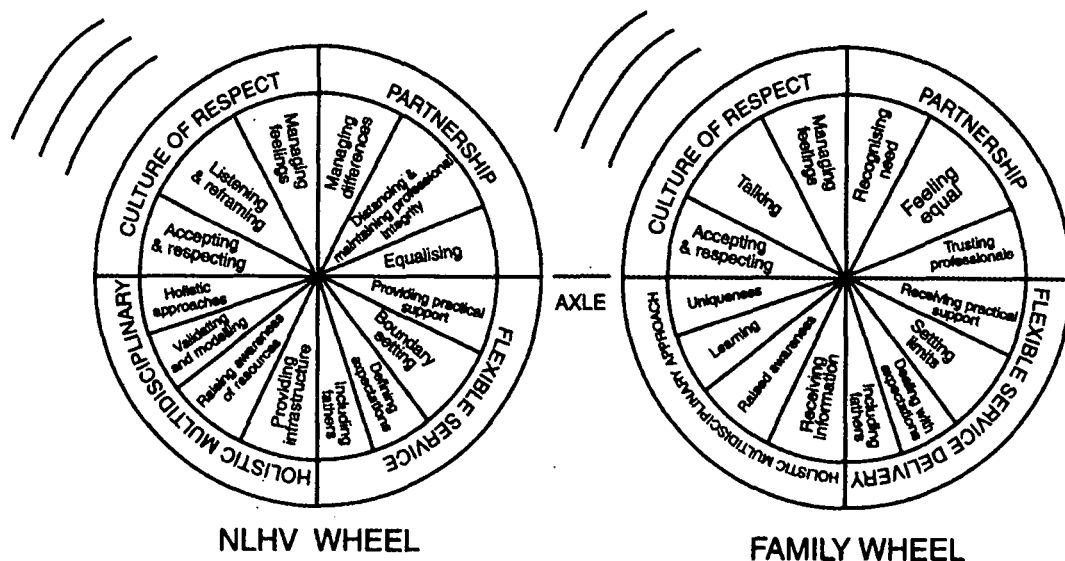 CULTURE OF RESPECT
PARTNERSHIP
FLEXIBLE SERVICE
HOLISTIC MULTIDISCIPLINARY
Managing
feelings
Listening
& reframing
Accepting
& respecting
Managing
differences
Distancing &
maintaining professional
integrity
Equalising
Providing practical
support
Boundary
setting
Defining
expectations
Including
fathers
Providing
infrastructure
Raising awareness
of resources
Validating
and modelling
Holistic
approaches
NLHV WHEEL
AXLE
CULTURE OF RESPECT
PARTNERSHIP
FLEXIBLE SERVICE DELIVERY
HOLISTIC MULTIDISCIPLINARY APPROACH
Managing
feelings
Talking
Accepting
& respecting
Recognising
need
Feeling
equal
Trusting
professionals
Receiving practical
support
Setting
limits
Dealing with
expectations
Including
fathers
Receiving
information
Raised awareness
Learning
Uniqueness
FAMILY WHEEL